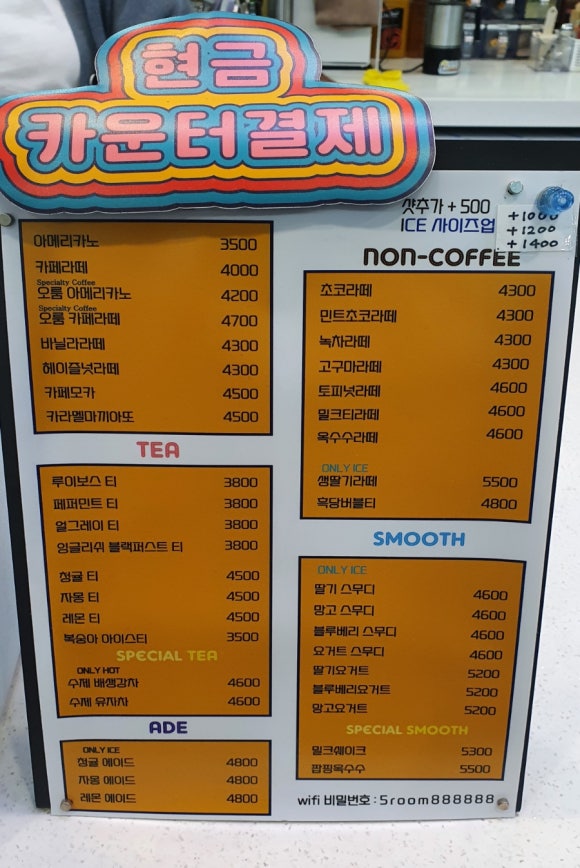 현금
카운터결제
샷추가 + 500
ICE 사이즈업
+1000
+1200
+1400
아메리카노 3500
카페라떼 4000
Specialty Coffee
오룸 아메리카노 4200
Specialty Coffee
오룸 카페라떼 4700
바닐라라떼 4300
헤이즐넛라떼 4300
카페모카 4500
카라멜마끼아또 4500
TEA
루이보스 티 3800
페퍼민트 티 3800
얼그레이 티 3800
잉글리쉬 블랙퍼스트 티 3800
청귤 티 4500
자몽 티 4500
레몬 티 4500
복숭아 아이스티 3500
SPECIAL TEA
ONLY HOT
수제 배생강차 4600
수제 유자차 4600
ADE
ONLY ICE
청귤 에이드 4800
자몽 에이드 4800
레몬 에이드 4800
NON-COFFEE
초코라떼 4300
민트초코라떼 4300
녹차라떼 4300
고구마라떼 4300
토피넛라떼 4600
밀크티라떼 4600
옥수수라떼 4600
ONLY ICE
생딸기라떼 5500
흑당버블티 4800
SMOOTH
ONLY ICE
딸기 스무디 4600
망고 스무디 4600
블루베리 스무디 4600
요거트 스무디 4600
딸기요거트 5200
블루베리요거트 5200
망고요거트 5200
SPECIAL SMOOTH
밀크쉐이크 5300
팝핑옥수수 5500
wifi 비밀번호 : 5room888888